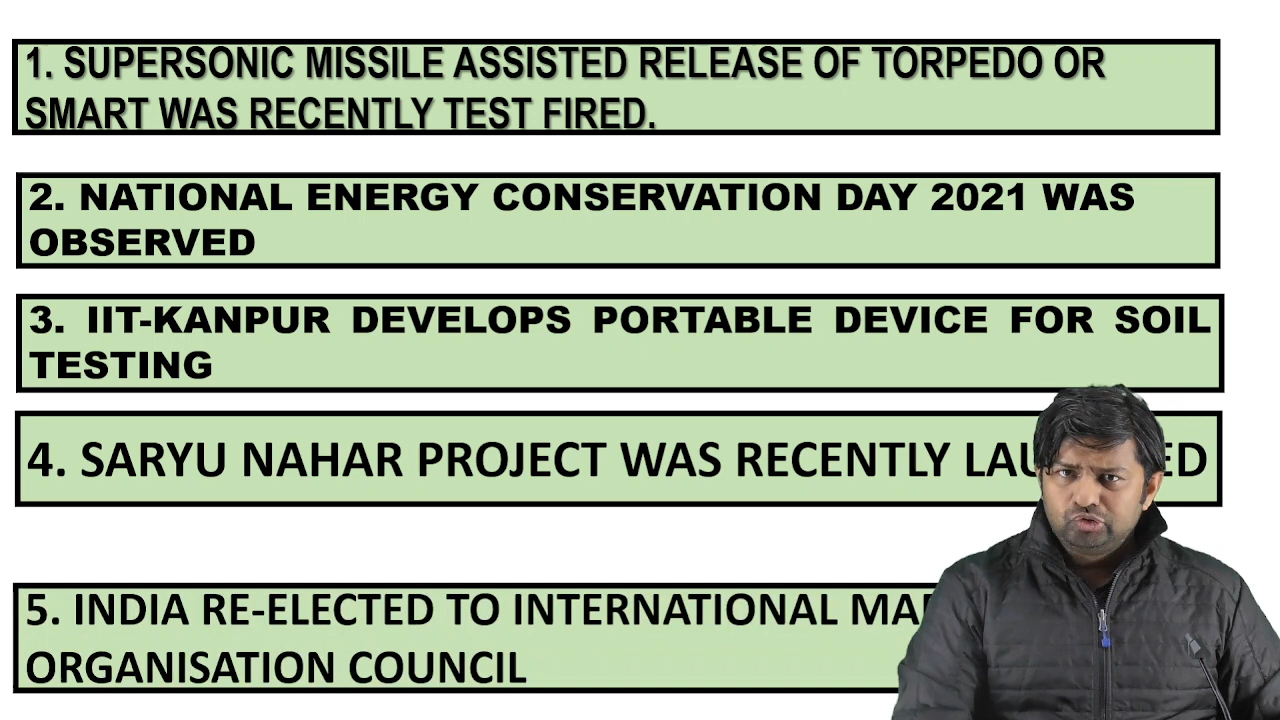 1. SUPERSONIC MISSILE ASSISTED RELEASE OF TORPEDO OR
SMART WAS RECENTLY TEST FIRED.
2. NATIONAL ENERGY CONSERVATION DAY 2021 WAS
OBSERVED
3. IIT-KANPUR DEVELOPS PORTABLE DEVICE FOR SOIL
TESTING
4. SARYU NAHAR PROJECT WAS RECENTLY
5. INDIA RE-ELECTED TO INTERNATIONAL
ORGANISATION COUNCIL